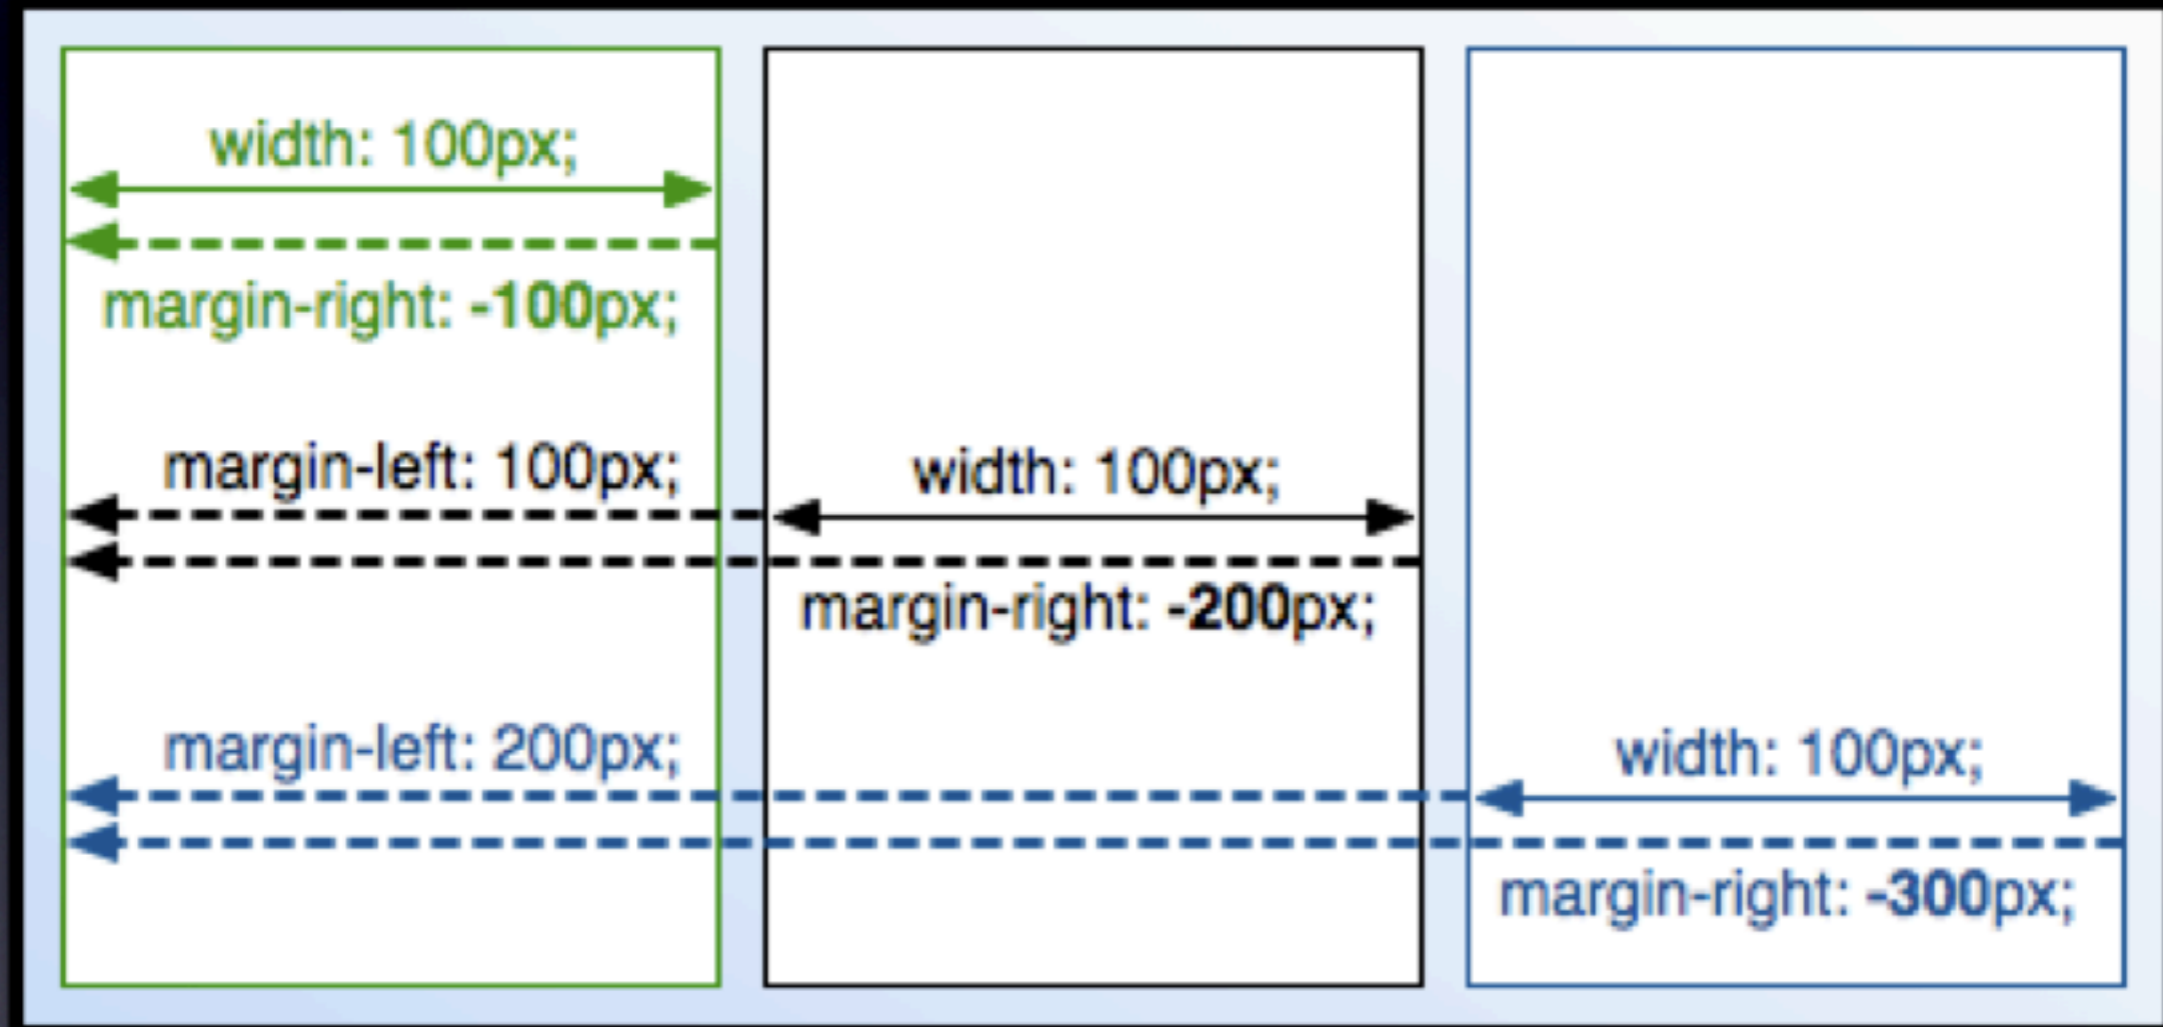 width: 100px;
margin-right: -100px;
margin-left: 100px;
width: 100px;
margin-right: -200px;
margin-left: 200px;
width: 100px;
margin-right: -300px;